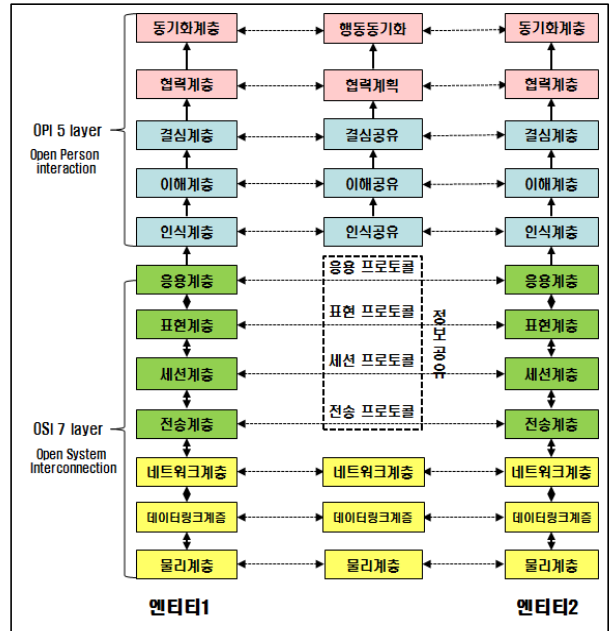 동기화계층 행동동기화 동기화계층
협력계층 협력계획 협력계층
OPI 5 layer
결심계층 결심공유 결심계층
Open Person
interaction
이해계층 이해공유 이해계층
인식계층 인식공유 인식계층
응용계층 응용 프로토콜 응용계층
표현계층 표현 프로토콜 표현계층
정보 공유
세션계층 세션 프로토콜 세션계층
전송계층 전송 프로토콜 전송계층
OSI 7 layer
Open System
Interconnection
네트워크계층 네트워크계층 네트워크계층
데이터링크계층 데이터링크계층 데이터링크계층
물리계층 물리계층 물리계층
엔티티1 엔티티2